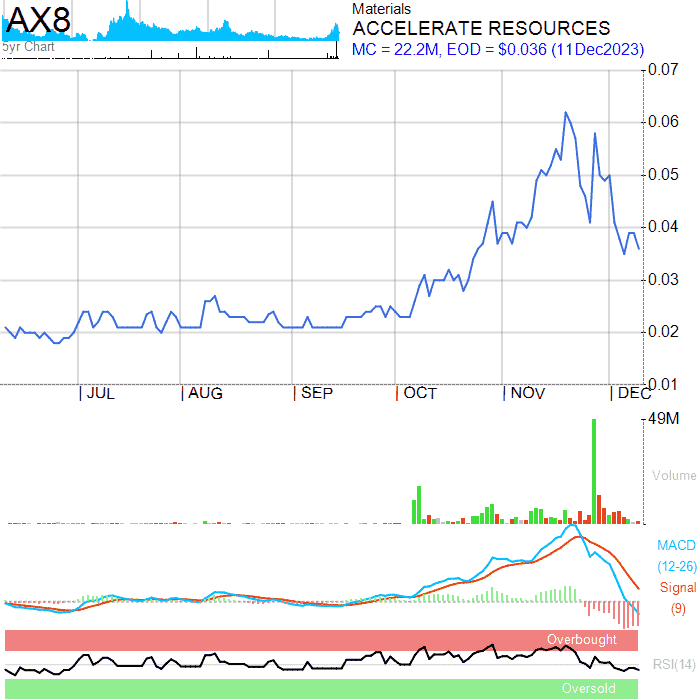 AX8
5yr Chart
Materials
ACCELERATE RESOURCES
MC = 22.2M, EOD = $0.036 (11Dec2023)
0.07
0.06
0.05
0.04
0.03
0.02
0.01
JUL AUG SEP OCT NOV DEC
49M
Volume
MACD
(12-26)
Signal
(9)
Overbought
RSI(14)
Oversold